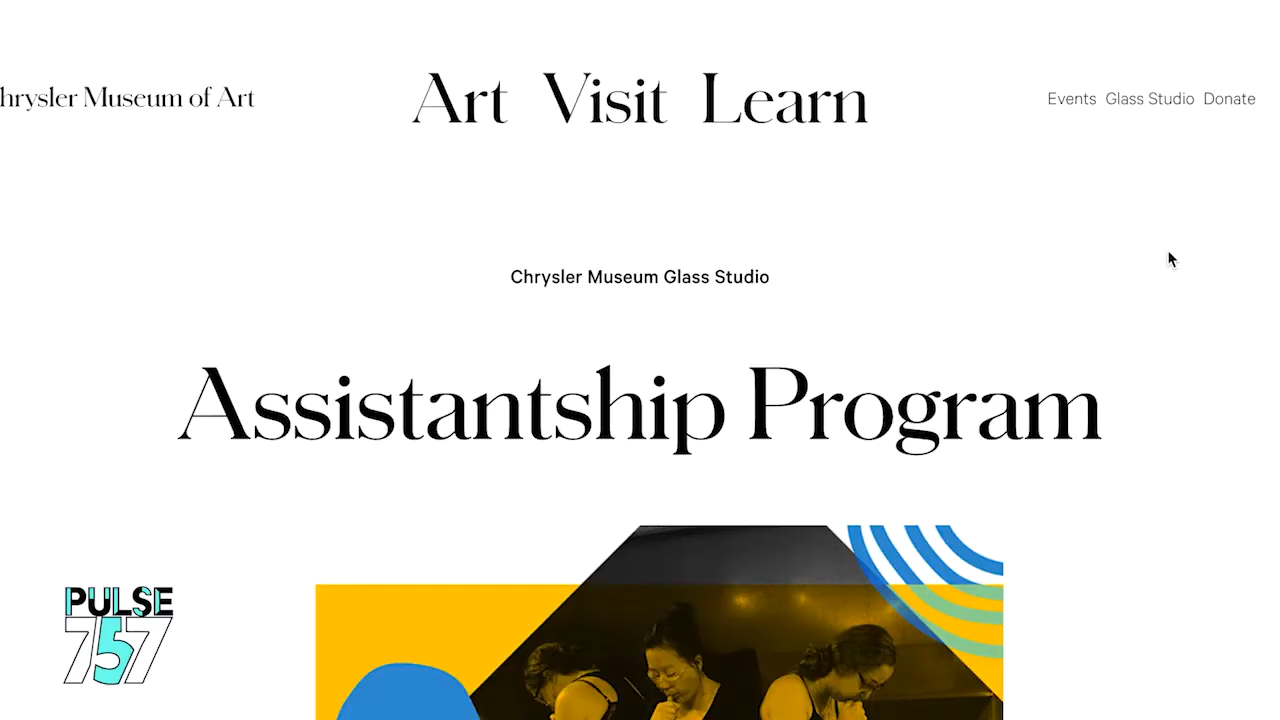 hrysler Museum of Art
Art Visit Learn
Events Glass Studio Donate
Chrysler Museum Glass Studio
Assistantship Program
PULSE
757